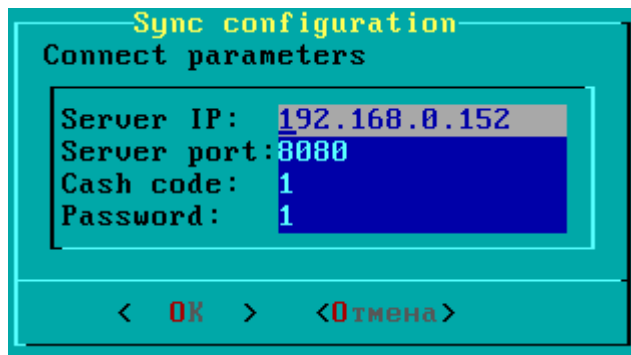 Sync configuration
Connect parameters
Server IP: 192.168.0.152
Server port:8080
Cash code: 1
Password: 1
< OK > <Отмена>